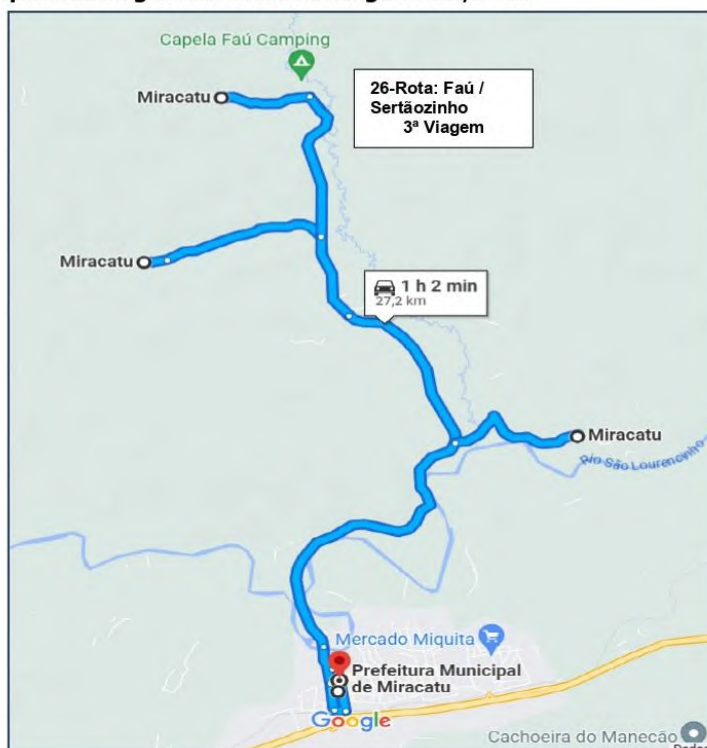 Capela Faú Camping
Miracatu
26-Rota: Faú /
Sertãozinho
3ª Viagem
Miracatu
1 h 2 min
27,2 km
Miracatu
Rio São Lourencinho
Mercado Miquita
Prefeitura Municipal
de Miracatu
Google
Cachoeira do Manecão